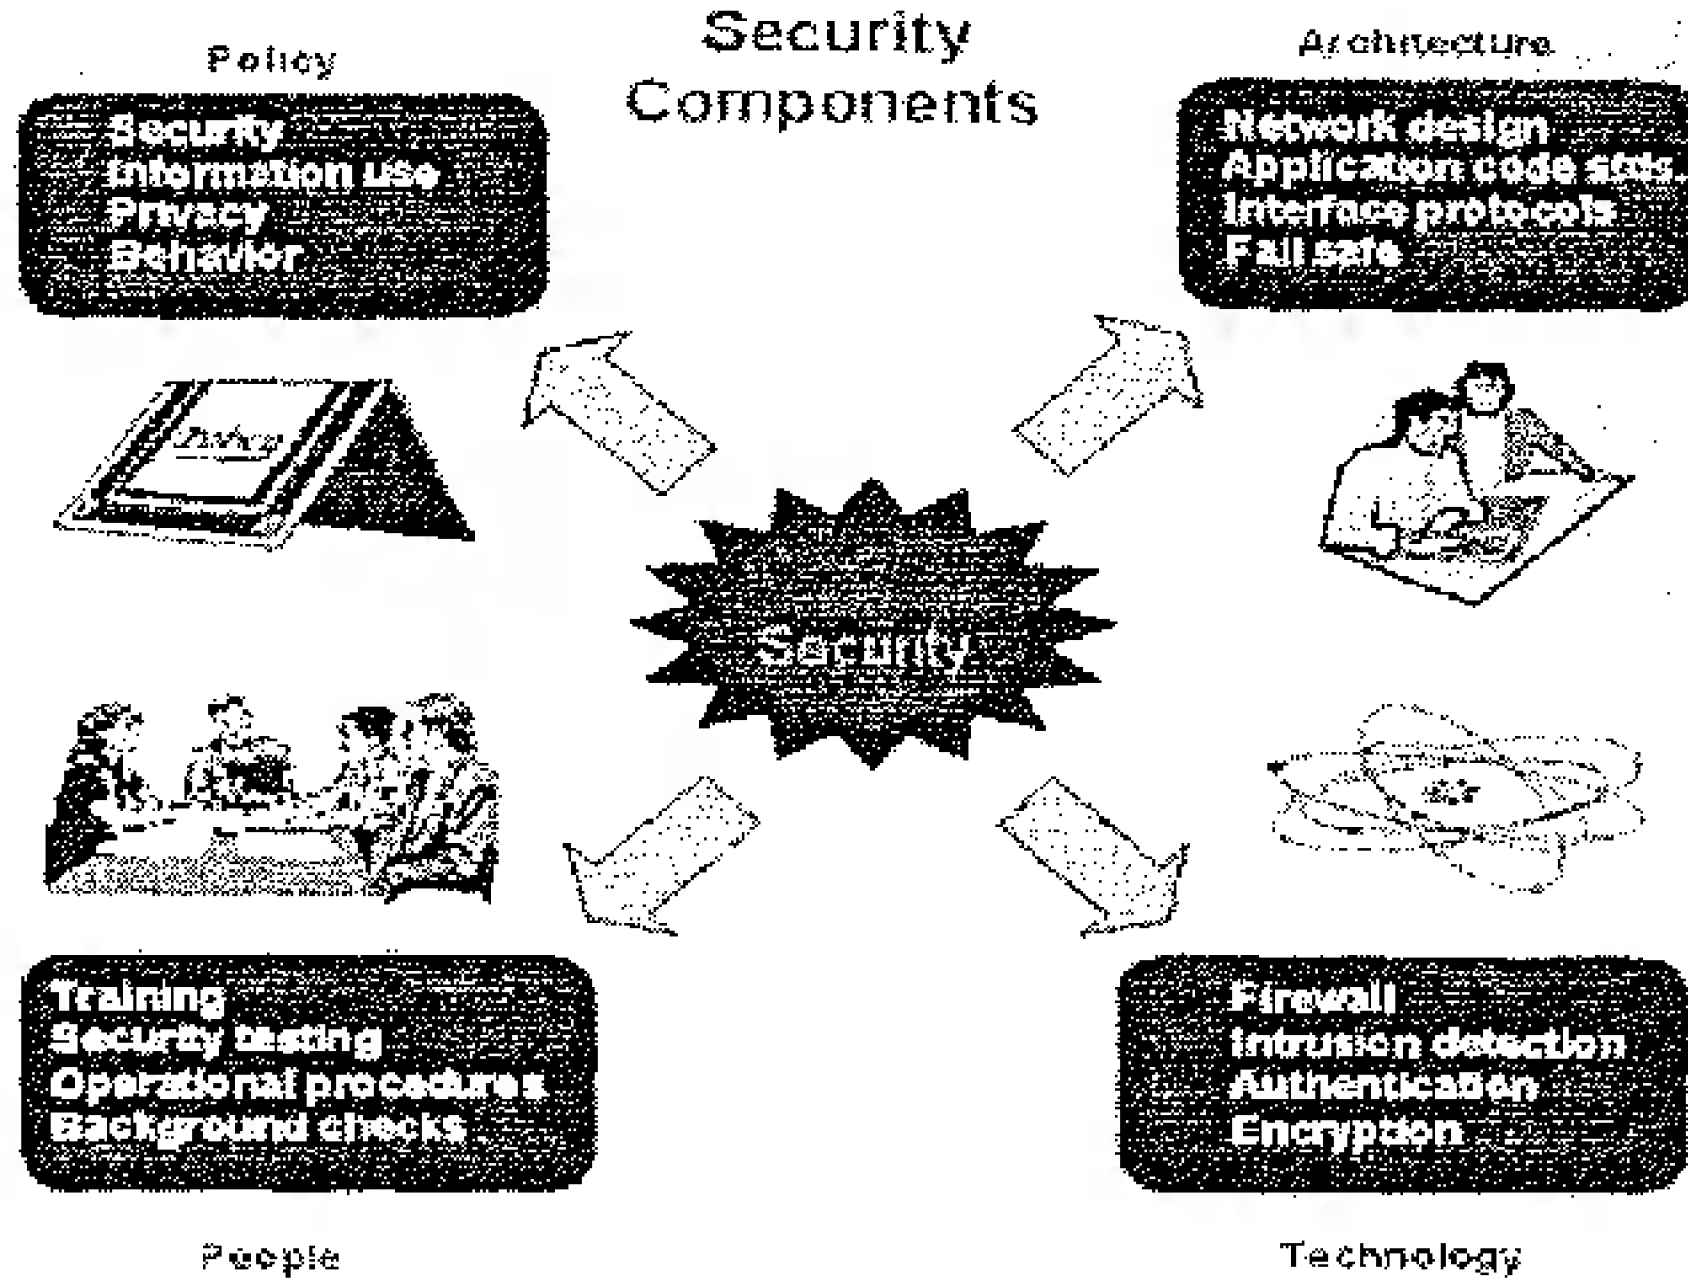 Security
Components
Policy
Security
Information use
Privacy
Behavior
Architecture
Network design
Application code stds.
Interface protocols
Fail safe
Security
Training
Security testing
Operational procedures
Background checks
People
Firewall
Intrusion detection
Authentication
Encryption
Technology